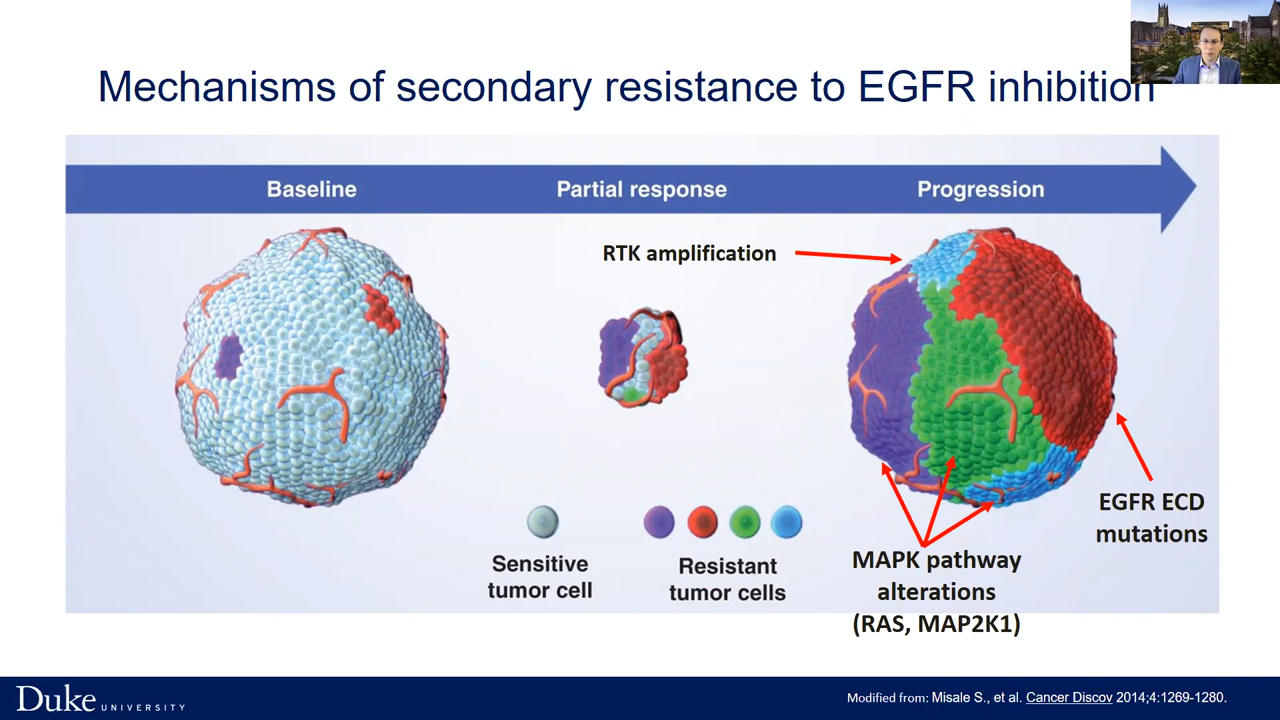 Mechanisms of secondary resistance to EGFR inhibition
Baseline
Partial response
Progression
RTK amplification
EGFR ECD
mutations
Sensitive
tumor cell
Resistant
tumor cells
MAPK pathway
alterations
(RAS, MAP2K1)
Duke UNIVERSITY
Modified from: Misale S., et al. Cancer Discov 2014;4:1269-1280.